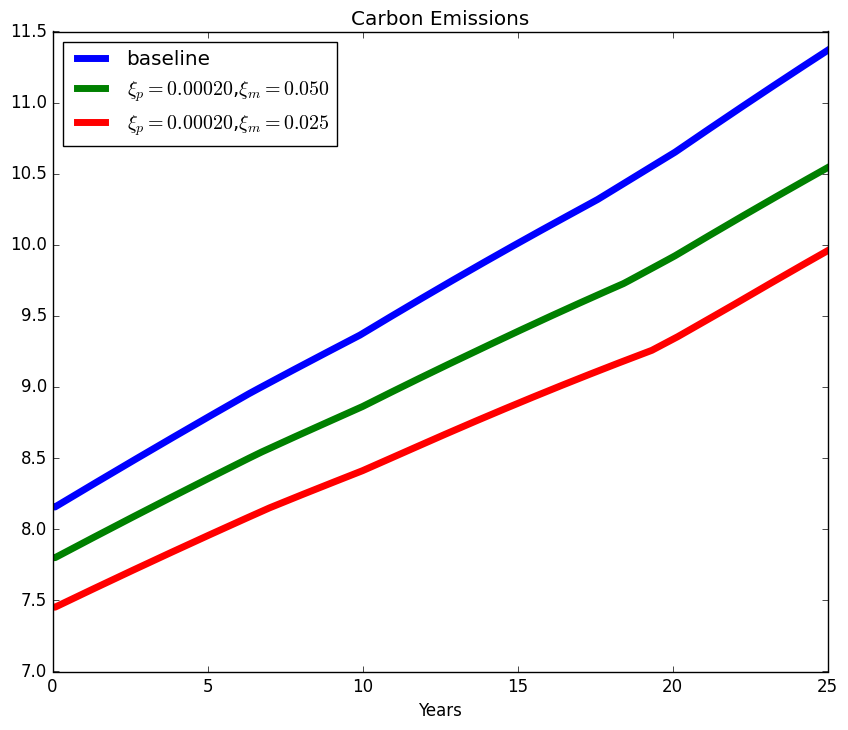 Carbon Emissions
11.5
11.0
10.5
10.0
9.5
9.0
8.5
8.0
7.5
7.0
baseline
ξₚ = 0.00020,ξₘ = 0.050
ξₚ = 0.00020,ξₘ = 0.025
0 5 10 15 20 25
Years